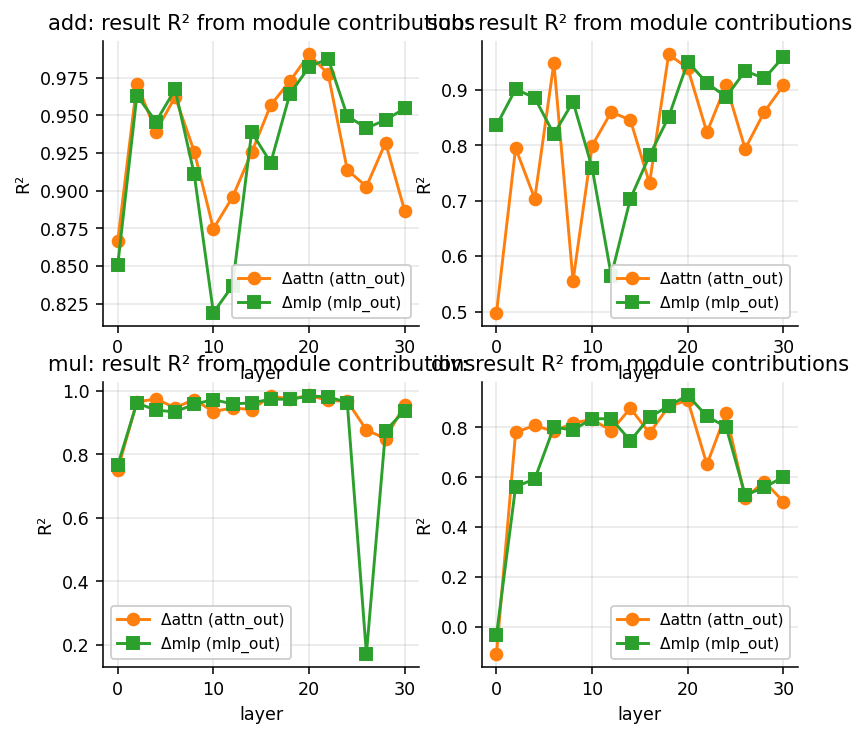 add: result R² from module contributions
sub: result R² from module contributions
R²
0.975
0.950
0.925
0.900
0.875
0.850
0.825
0 10 20 30
layer
Δattn (attn_out)
Δmlp (mlp_out)
R²
0.9
0.8
0.7
0.6
0.5
0 10 20 30
layer
Δattn (attn_out)
Δmlp (mlp_out)
mul: result R² from module contributions
div: result R² from module contributions
R²
1.0
0.8
0.6
0.4
0.2
0 10 20 30
layer
Δattn (attn_out)
Δmlp (mlp_out)
R²
0.8
0.6
0.4
0.2
0.0
0 10 20 30
layer
Δattn (attn_out)
Δmlp (mlp_out)